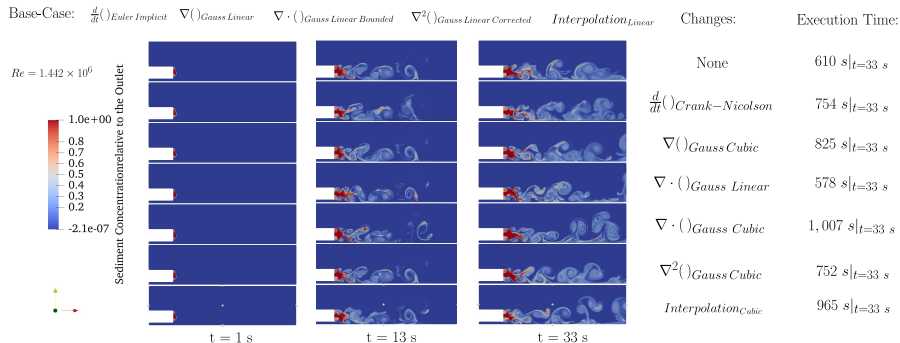 Base-Case: d/dt()Euler Implicit ∇()Gauss Linear ∇·()Gauss Linear Bounded ∇²()Gauss Linear Corrected InterpolationLinear Changes: Execution Time:
Re = 1.442 × 10⁶
None 610 s|t=33 s
d/dt()Crank−Nicolson 754 s|t=33 s
∇()Gauss Cubic 825 s|t=33 s
∇·()Gauss Linear 578 s|t=33 s
∇·()Gauss Cubic 1,007 s|t=33 s
∇²()Gauss Cubic 752 s|t=33 s
InterpolationCubic 965 s|t=33 s
1.0e+00
0.8
0.7
0.6
0.5
0.4
0.3
0.2
-2.1e-07
Sediment Concentrationrelative to the Outlet
t = 1 s t = 13 s t = 33 s